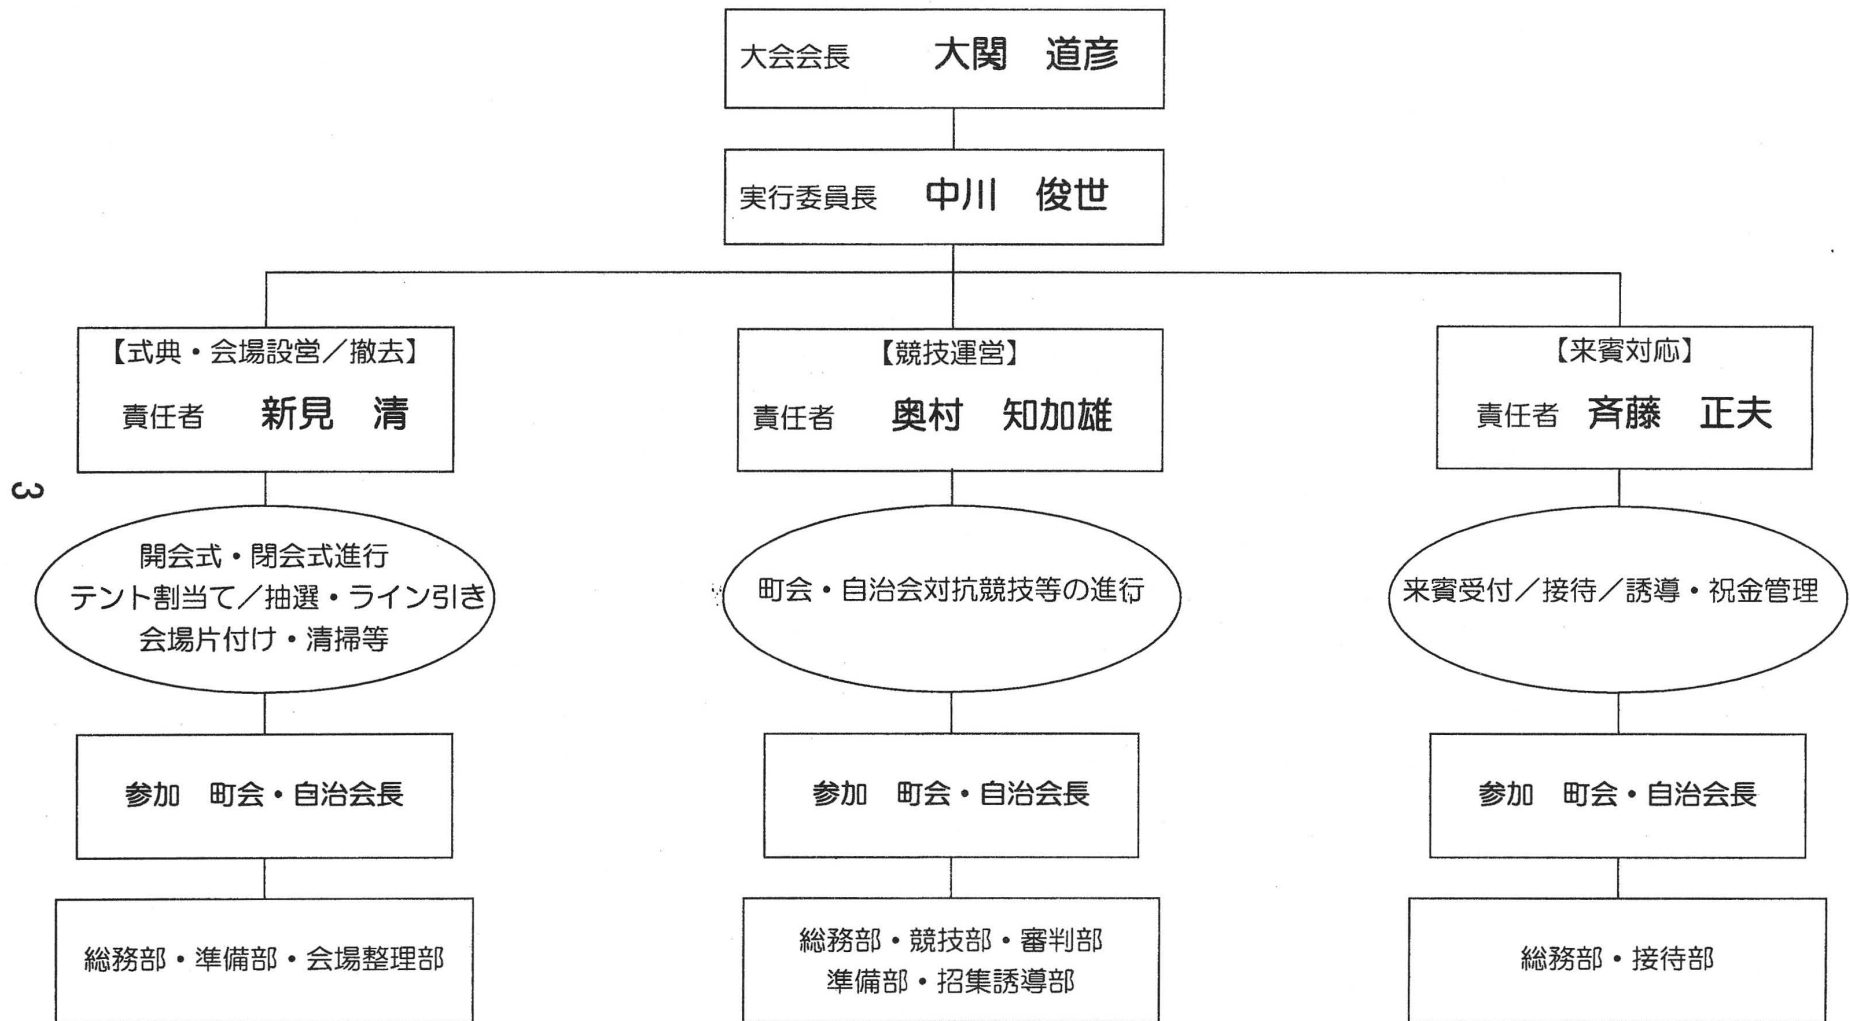 大会会長　大関　道彦
実行委員長　中川　俊世
【式典・会場設営／撤去】
責任者　新見　清
開会式・閉会式進行
テント割当て／抽選・ライン引き
会場片付け・清掃等
参加　町会・自治会長
総務部・準備部・会場整理部
【競技運営】
責任者　奥村　知加雄
町会・自治会対抗競技等の進行
参加　町会・自治会長
総務部・競技部・審判部
準備部・招集誘導部
【来賓対応】
責任者　斉藤　正夫
来賓受付／接待／誘導・祝金管理
参加　町会・自治会長
総務部・接待部
3